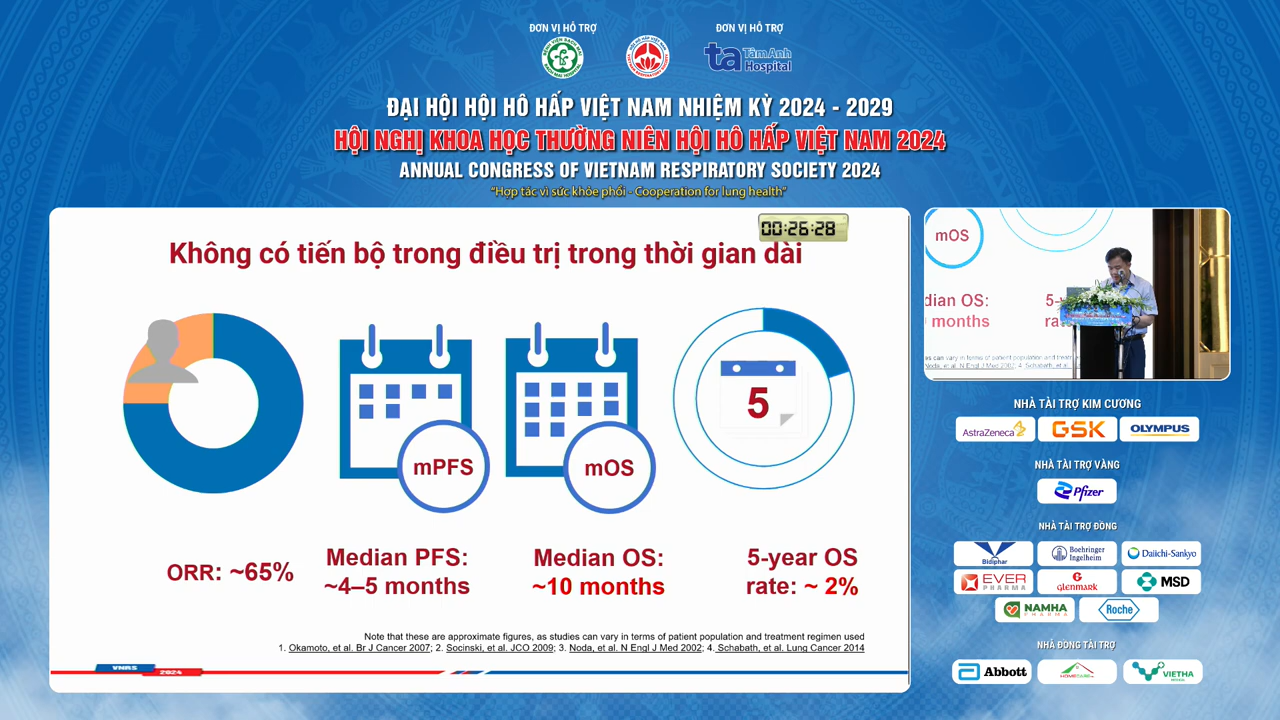 ĐƠN VỊ HỖ TRỢ
ĐƠN VỊ HỖ TRỢ
ta TâmAnh
Hospital
ĐẠI HỘI HỘI HÔ HẤP VIỆT NAM NHIỆM KỲ 2024 - 2029
HỘI NGHỊ KHOA HỌC THƯỜNG NIÊN HỘI HÔ HẤP VIỆT NAM 2024
ANNUAL CONGRESS OF VIETNAM RESPIRATORY SOCIETY 2024
"Hợp tác vì sức khỏe phổi - Cooperation for lung health"
00:26:28
Không có tiến bộ trong điều trị trong thời gian dài
mPFS
mOS
5
ORR: ~65%
Median PFS:
~4–5 months
Median OS:
~10 months
5-year OS
rate: ~ 2%
Note that these are approximate figures, as studies can vary in terms of patient population and treatment regimen used
1. Okamoto, et al. Br J Cancer 2007; 2. Socinski, et al. JCO 2009; 3. Noda, et al. N Engl J Med 2002; 4. Schabath, et al. Lung Cancer 2014
VNRS
2024
mOS
dian OS:
months
5-y
NHÀ TÀI TRỢ KIM CƯƠNG
AstraZeneca
GSK
OLYMPUS
NHÀ TÀI TRỢ VÀNG
Pfizer
NHÀ TÀI TRỢ ĐỒNG
Bidiphar
Boehringer
Ingelheim
Daiichi-Sankyo
EVER
PHARMA
GLENMARK
MSD
NAMHA
PHARMA
Roche
NHÀ ĐỒNG TÀI TRỢ
Abbott
HOMECARE
VIETHA